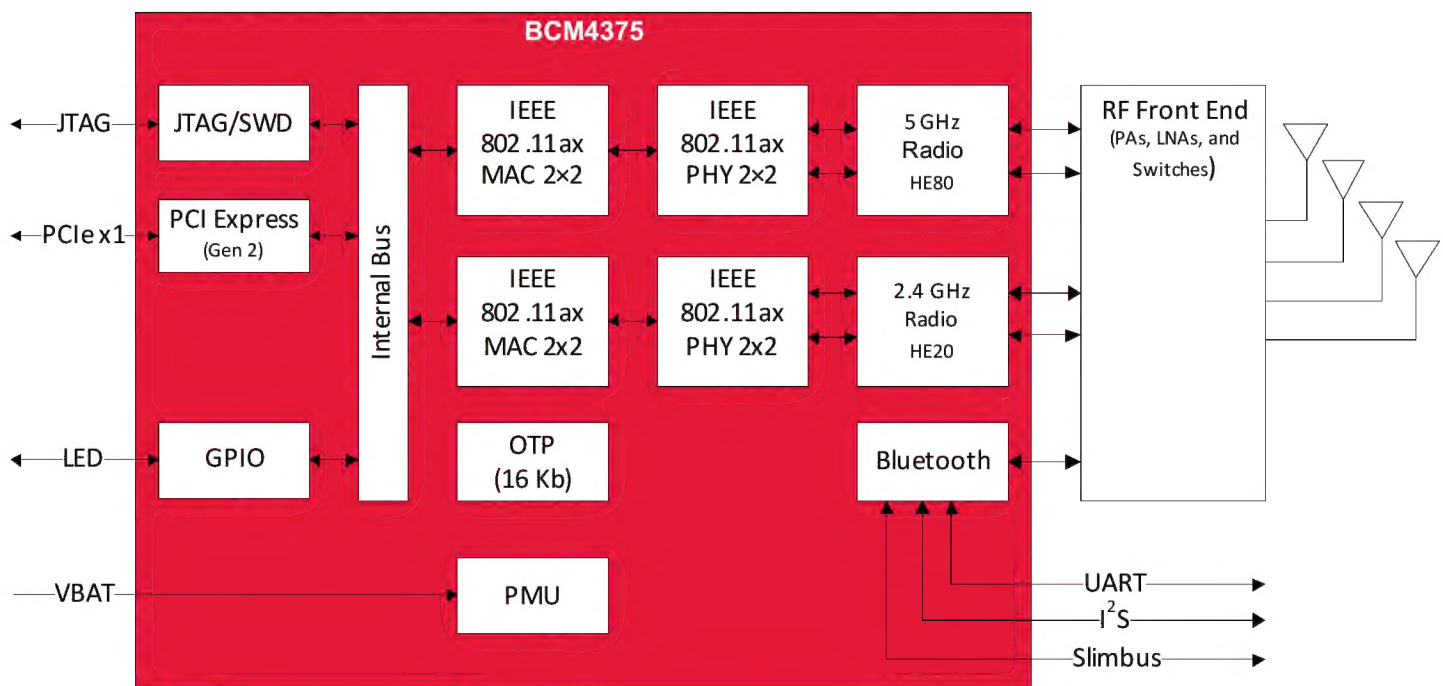 BCM4375
JTAG
JTAG/SWD
PCIe x1
PCI Express
(Gen 2)
LED
GPIO
VBAT
Internal Bus
IEEE
802.11ax
MAC 2×2
IEEE
802.11ax
PHY 2×2
5 GHz
Radio
HE80
IEEE
802.11ax
MAC 2x2
IEEE
802.11ax
PHY 2x2
2.4 GHz
Radio
HE20
OTP
(16 Kb)
Bluetooth
PMU
RF Front End
(PAs, LNAs, and
Switches)
UART
I²S
Slimbus